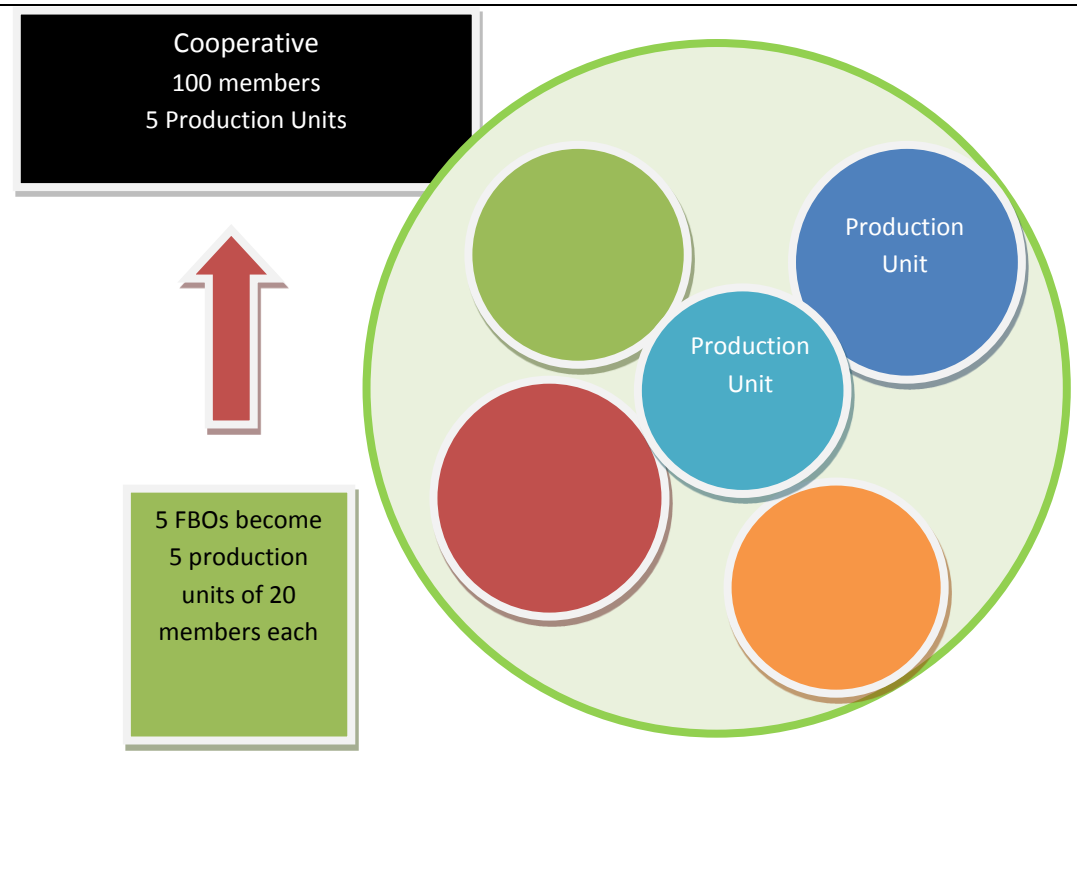 Cooperative
100 members
5 Production Units
Production
Unit
Production
Unit
5 FBOs become
5 production
units of 20
members each